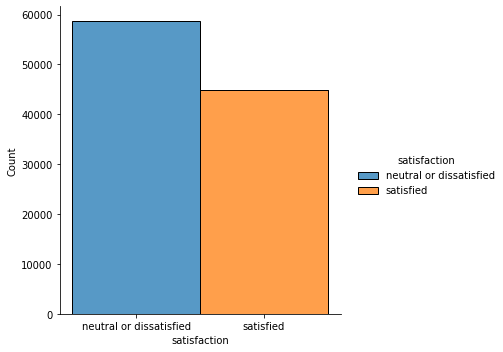 60000
50000
40000
30000
20000
10000
0
Count
neutral or dissatisfied
satisfied
satisfaction
satisfaction
neutral or dissatisfied
satisfied